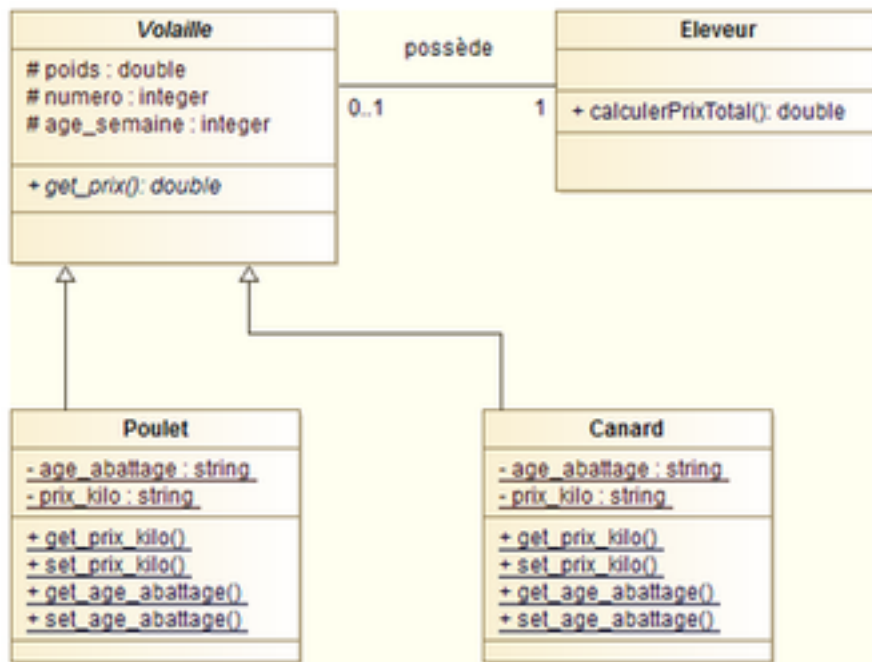 Volaille
# poids : double
# numero : integer
# age_semaine : integer
+ get_prix(): double
possède
0..1
1
Eleveur
+ calculerPrixTotal(): double
Poulet
- age_abattage : string
- prix_kilo : string
+ get_prix_kilo()
+ set_prix_kilo()
+ get_age_abattage()
+ set_age_abattage()
Canard
- age_abattage : string
- prix_kilo : string
+ get_prix_kilo()
+ set_prix_kilo()
+ get_age_abattage()
+ set_age_abattage()